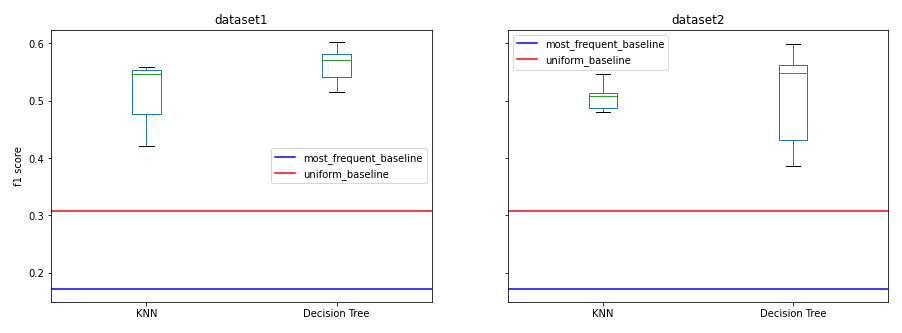 dataset1
f1 score
0.6
0.5
0.4
0.3
0.2
most_frequent_baseline
uniform_baseline
KNN
Decision Tree
dataset2
most_frequent_baseline
uniform_baseline
KNN
Decision Tree